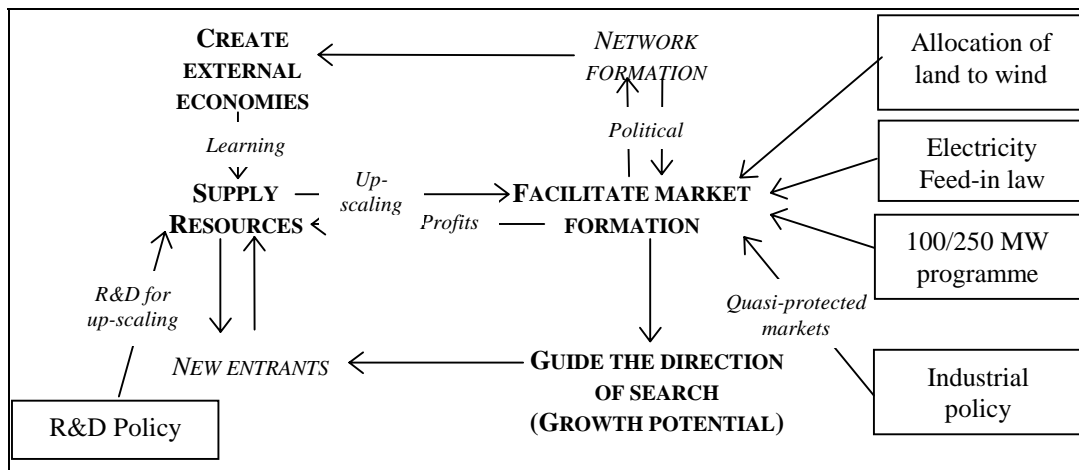 CREATE
EXTERNAL
ECONOMIES
NETWORK
FORMATION
Allocation of
land to wind
Learning
Political
Electricity
Feed-in law
SUPPLY
RESOURCES
Up-
scaling
Profits
FACILITATE MARKET
FORMATION
100/250 MW
programme
R&D for
up-scaling
Quasi-protected
markets
NEW ENTRANTS
GUIDE THE DIRECTION
OF SEARCH
(GROWTH POTENTIAL)
Industrial
policy
R&D Policy